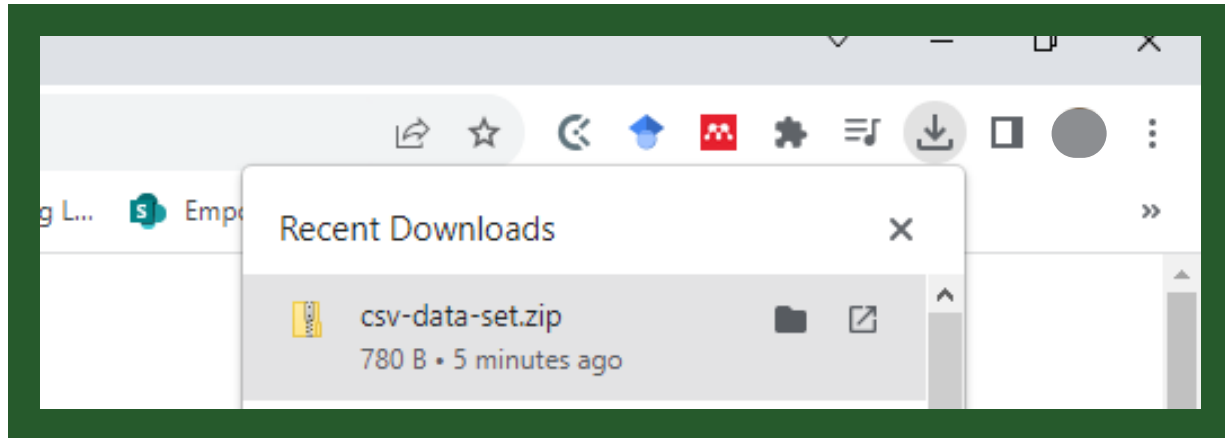 g L...
Empo
Recent Downloads
csv-data-set.zip
780 B • 5 minutes ago